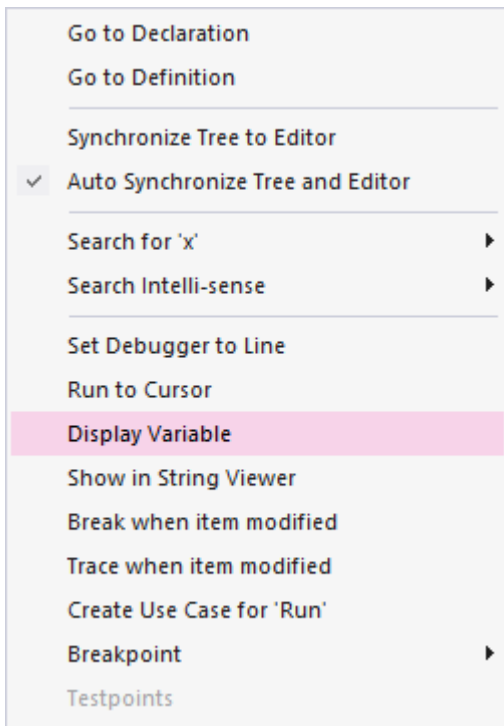 Go to Declaration
Go to Definition
Synchronize Tree to Editor
Auto Synchronize Tree and Editor
Search for 'x'
Search Intelli-sense
Set Debugger to Line
Run to Cursor
Display Variable
Show in String Viewer
Break when item modified
Trace when item modified
Create Use Case for 'Run'
Breakpoint
Testpoints